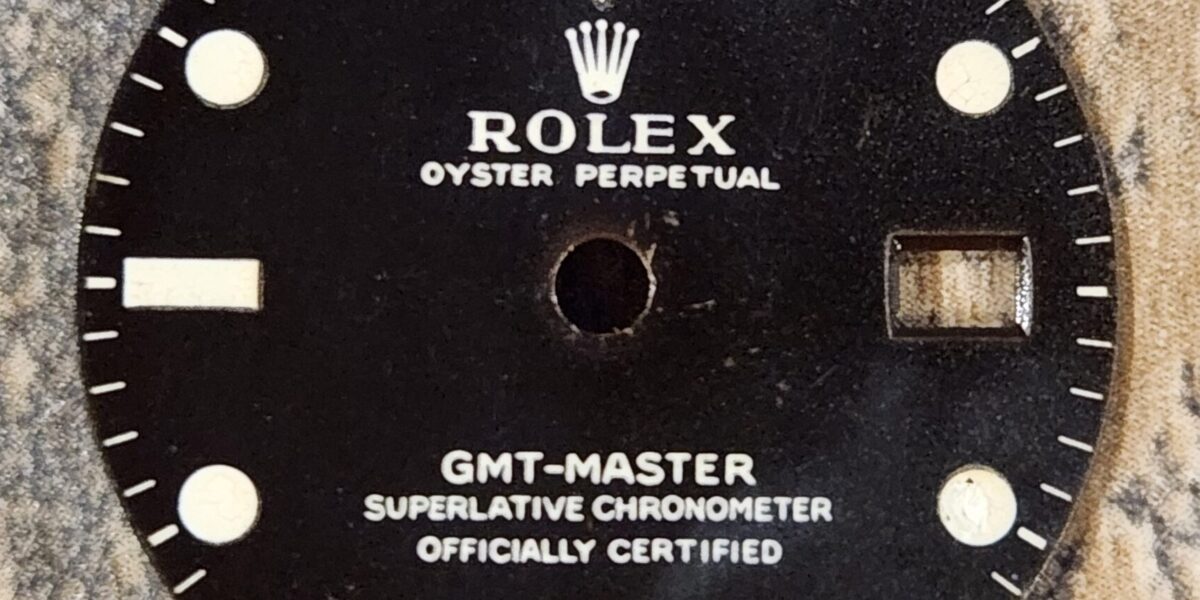 ROLEX
OYSTER PERPETUAL
GMT-MASTER
SUPERLATIVE CHRONOMETER
OFFICIALLY CERTIFIED